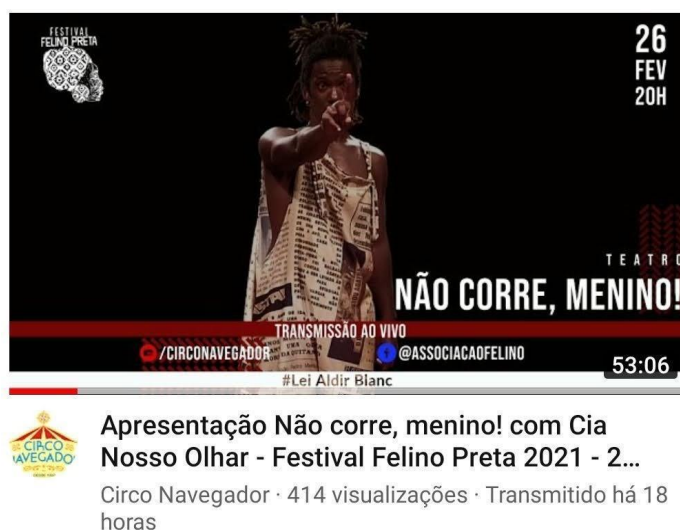 FESTIVAL
FELINO PRETA
26
FEV
20H
TEATRO
NÃO CORRE, MENINO!
TRANSMISSÃO AO VIVO
/CIRCONAVEGADOR
@ASSOCIACAOFELINO
53:06
#Lei Aldir Blanc
CIRCO
NAVEGADO
Apresentação Não corre, menino! com Cia
Nosso Olhar - Festival Felino Preta 2021 - 2...
Circo Navegador · 414 visualizações · Transmitido há 18
horas